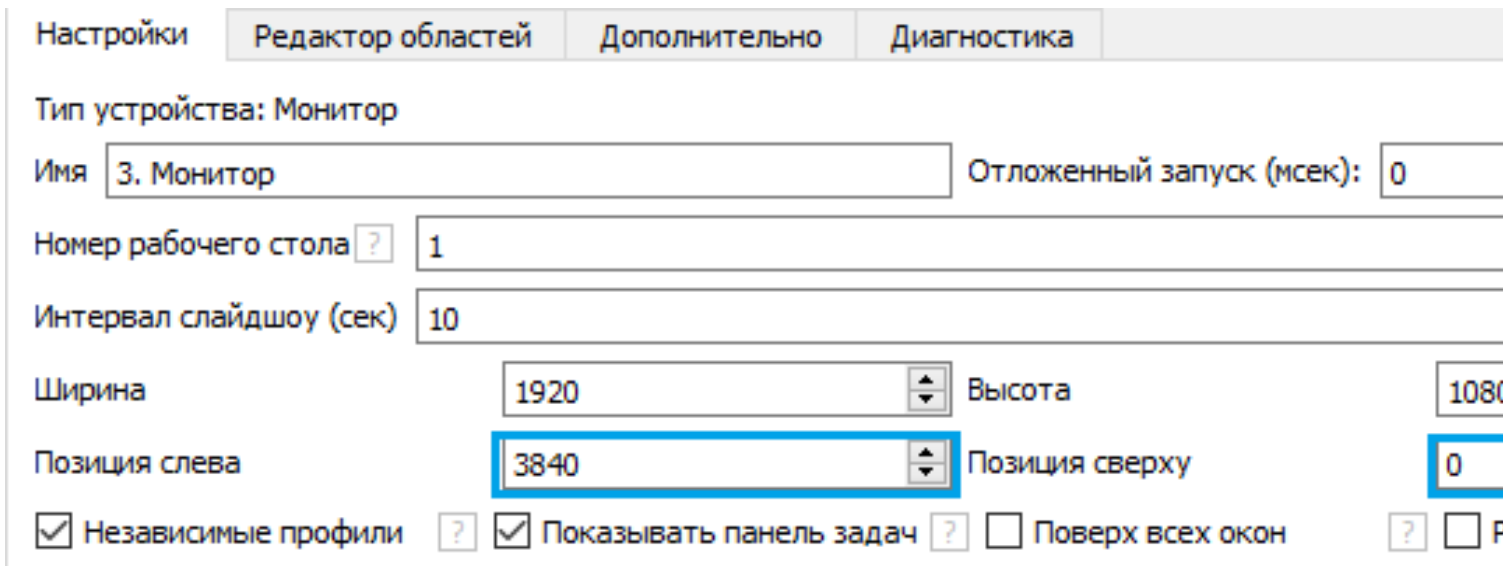 Настройки Редактор областей Дополнительно Диагностика
Тип устройства: Монитор
Имя 3. Монитор Отложенный запуск (мсек): 0
Номер рабочего стола ? 1
Интервал слайдшоу (сек) 10
Ширина 1920 Высота 1080
Позиция слева 3840 Позиция сверху 0
Независимые профили ? Показывать панель задач ? Поверх всех окон ?